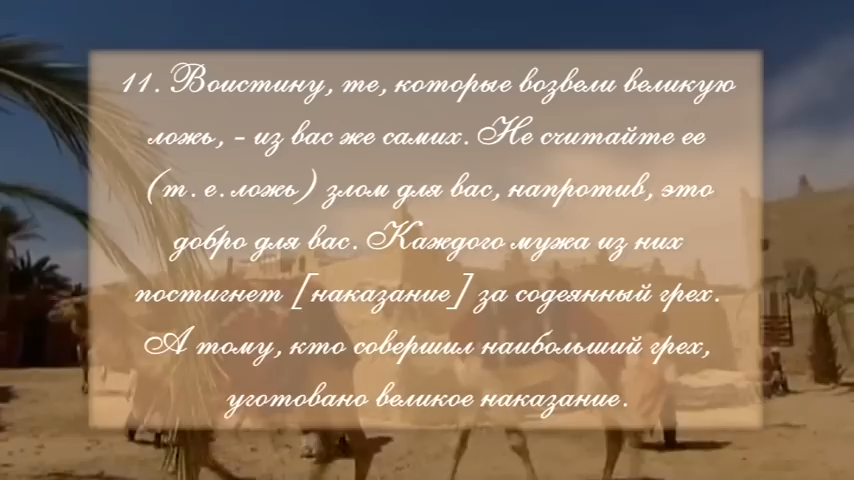 11. Воистину, те, которые возвели великую
ложь, - из вас же самих. Не считайте ее
(т. е. ложь) злом для вас, напротив, это
добро для вас. Каждого мужа из них
постигнет [наказание] за содеянный грех.
А тому, кто совершил наибольший грех,
уготовано великое наказание.